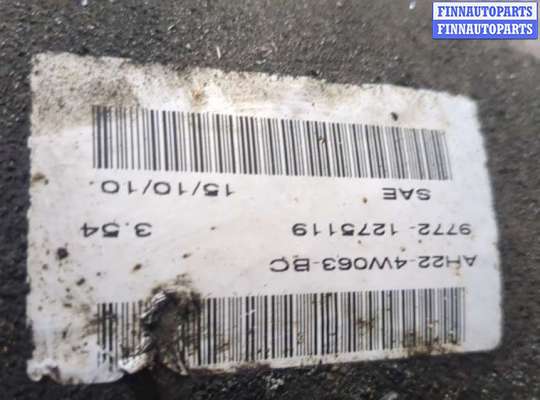 FINNAUTOPARTS
FINNAUTOPARTS
AH22-4W063-BC
9772-1275119 3.54
SAE 15/10/10